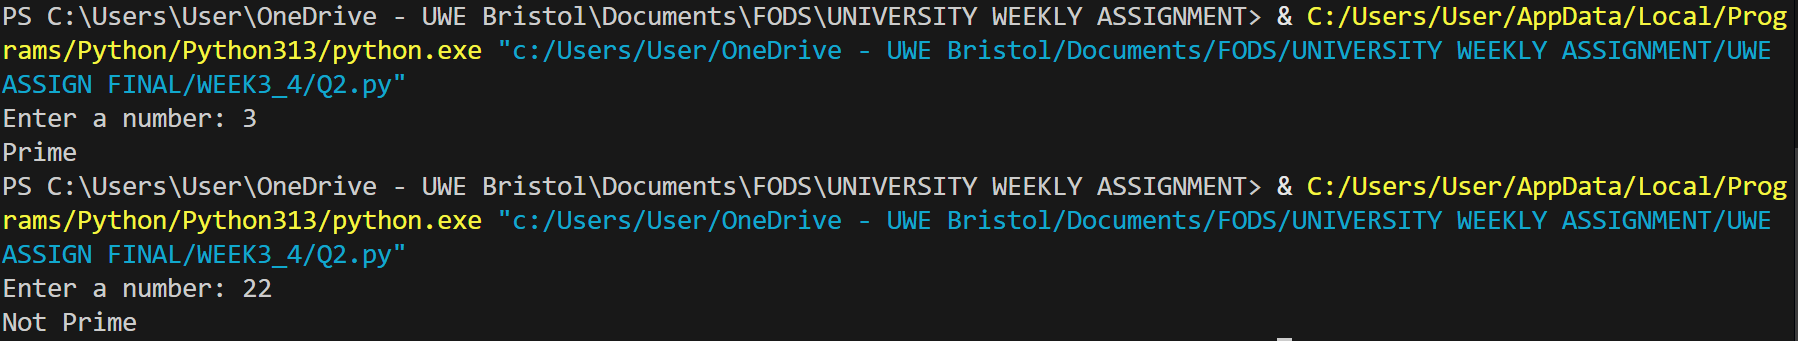 PS C:\Users\User\OneDrive - UWE Bristol\Documents\FODS\UNIVERSITY WEEKLY ASSIGNMENT> & C:/Users/User/AppData/Local/Prog
rams/Python/Python313/python.exe "c:/Users/User/OneDrive - UWE Bristol/Documents/FODS/UNIVERSITY WEEKLY ASSIGNMENT/UWE
ASSIGN FINAL/WEEK3_4/Q2.py"
Enter a number: 3
Prime
PS C:\Users\User\OneDrive - UWE Bristol\Documents\FODS\UNIVERSITY WEEKLY ASSIGNMENT> & C:/Users/User/AppData/Local/Prog
rams/Python/Python313/python.exe "c:/Users/User/OneDrive - UWE Bristol/Documents/FODS/UNIVERSITY WEEKLY ASSIGNMENT/UWE
ASSIGN FINAL/WEEK3_4/Q2.py"
Enter a number: 22
Not Prime